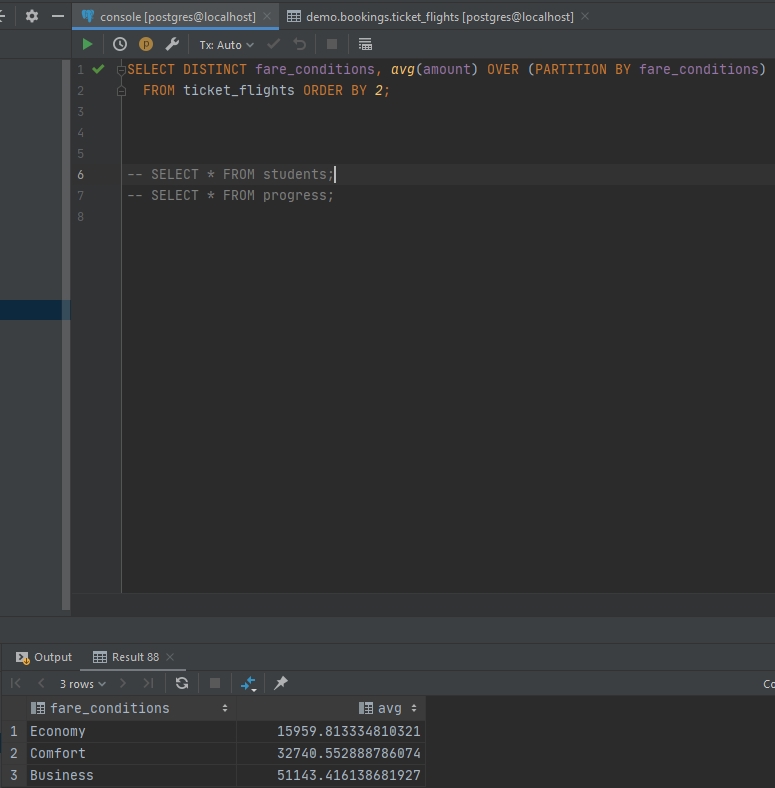 console [postgres@localhost]
demo.bookings.ticket_flights [postgres@localhost]
p
Tx: Auto
1 SELECT DISTINCT fare_conditions, avg(amount) OVER (PARTITION BY fare_conditions)
2 FROM ticket_flights ORDER BY 2;
3
4
5
6 -- SELECT * FROM students;
7 -- SELECT * FROM progress;
8
Output
Result 88
3 rows
Co
fare_conditions avg
1 Economy 15959.813334810321
2 Comfort 32740.552888786074
3 Business 51143.416138681927